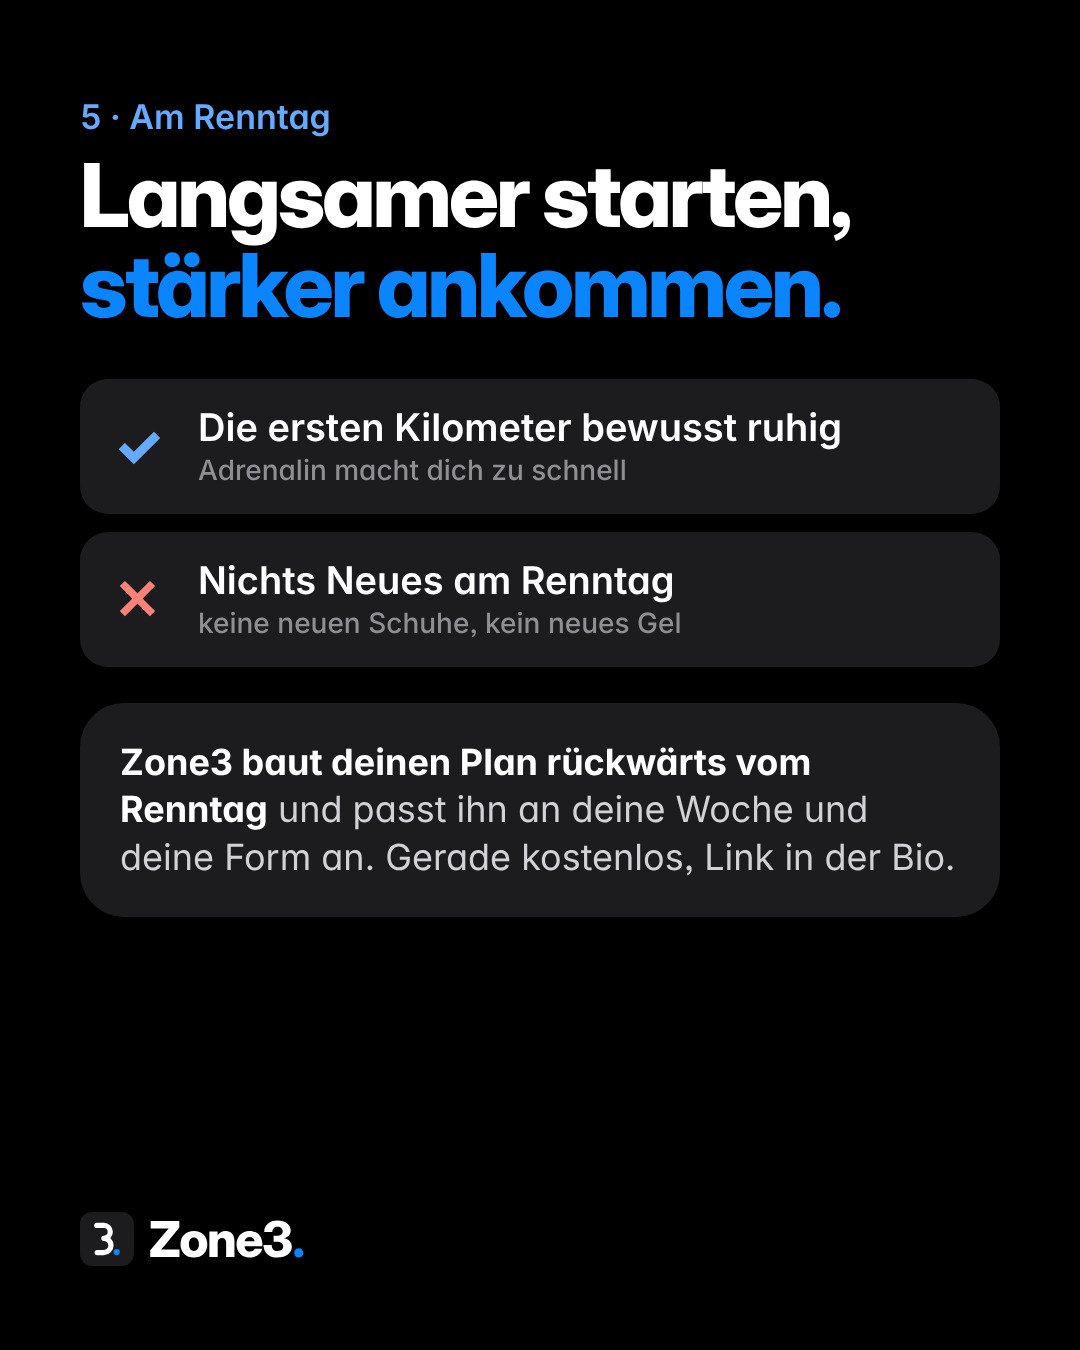 5 · Am Renntag
Langsamer starten,
stärker ankommen.
Die ersten Kilometer bewusst ruhig
Adrenalin macht dich zu schnell
Nichts Neues am Renntag
keine neuen Schuhe, kein neues Gel
Zone3 baut deinen Plan rückwärts vom
Renntag und passt ihn an deine Woche und
deine Form an. Gerade kostenlos, Link in der Bio.
3. Zone3.